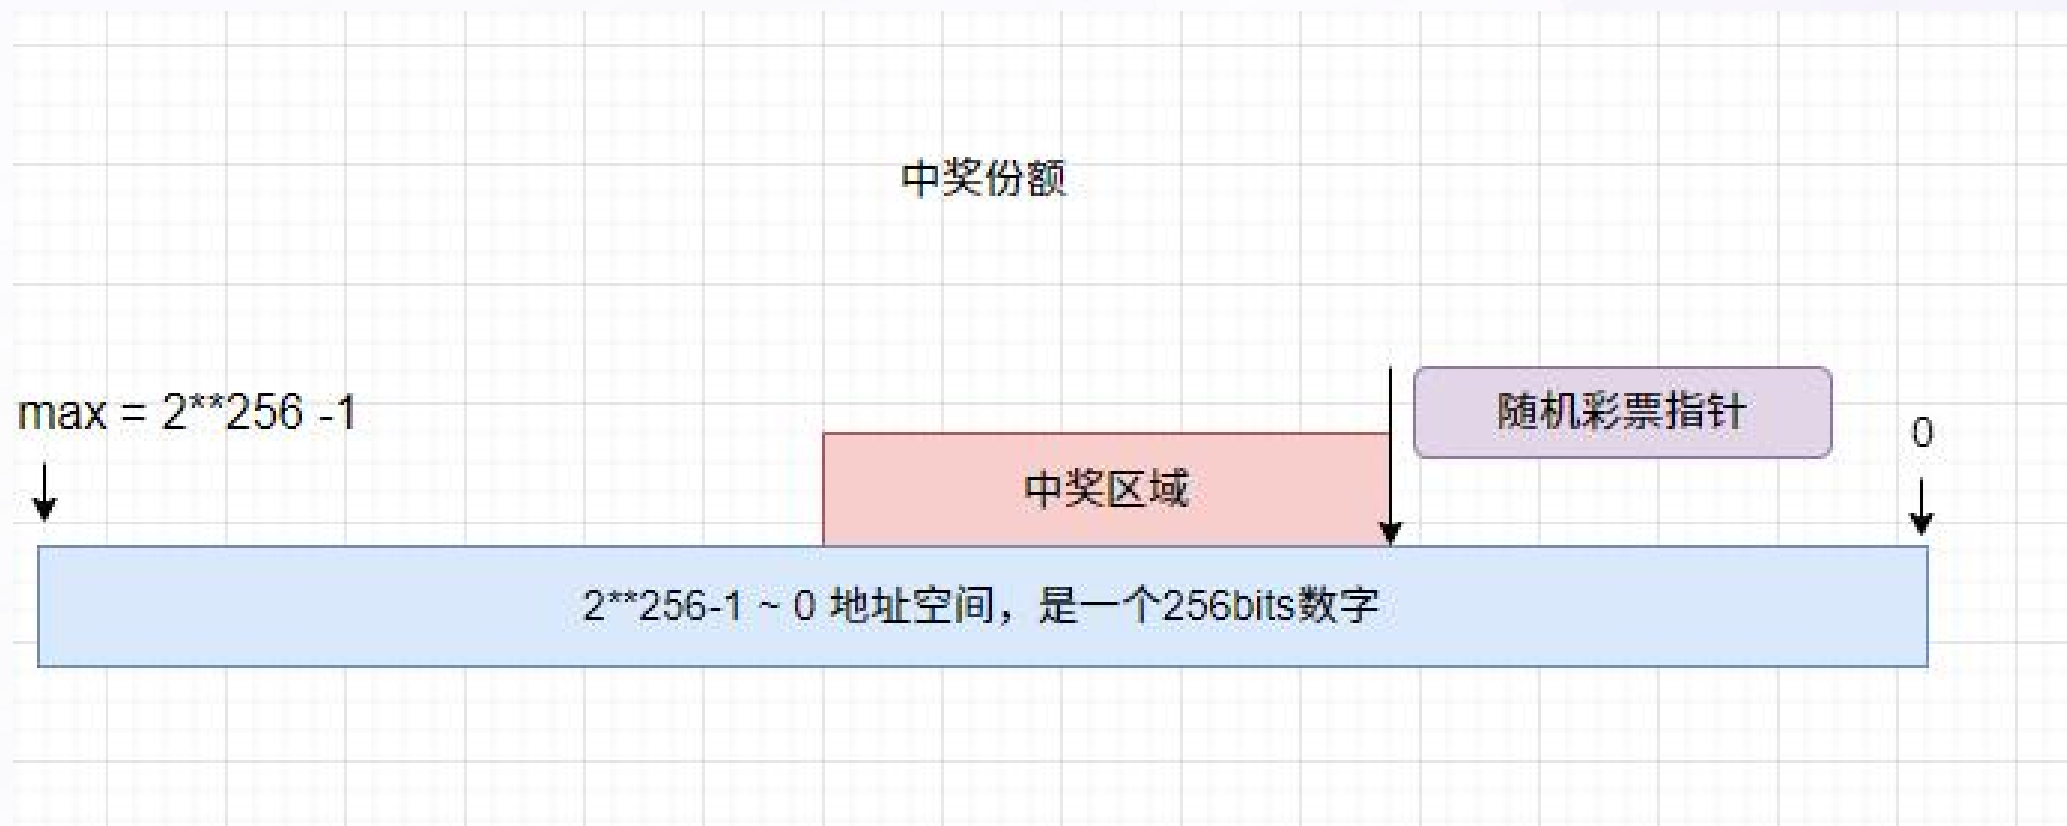 中奖份额
max = 2**256 -1
随机彩票指针
0
中奖区域
2**256-1 ~ 0 地址空间，是一个256bits数字